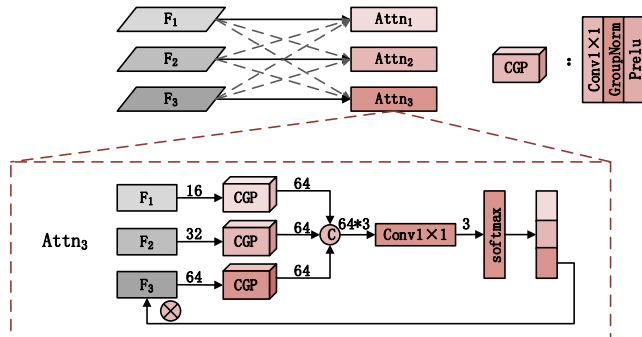 F₁
Attn₁
F₂
Attn₂
F₃
Attn₃
CGP
:
Conv1×1
GroupNorm
Prelu
Attn₃
F₁
16
CGP
64
F₂
32
CGP
64
C
64*3
Conv1×1
3
softmax
F₃
64
CGP
64